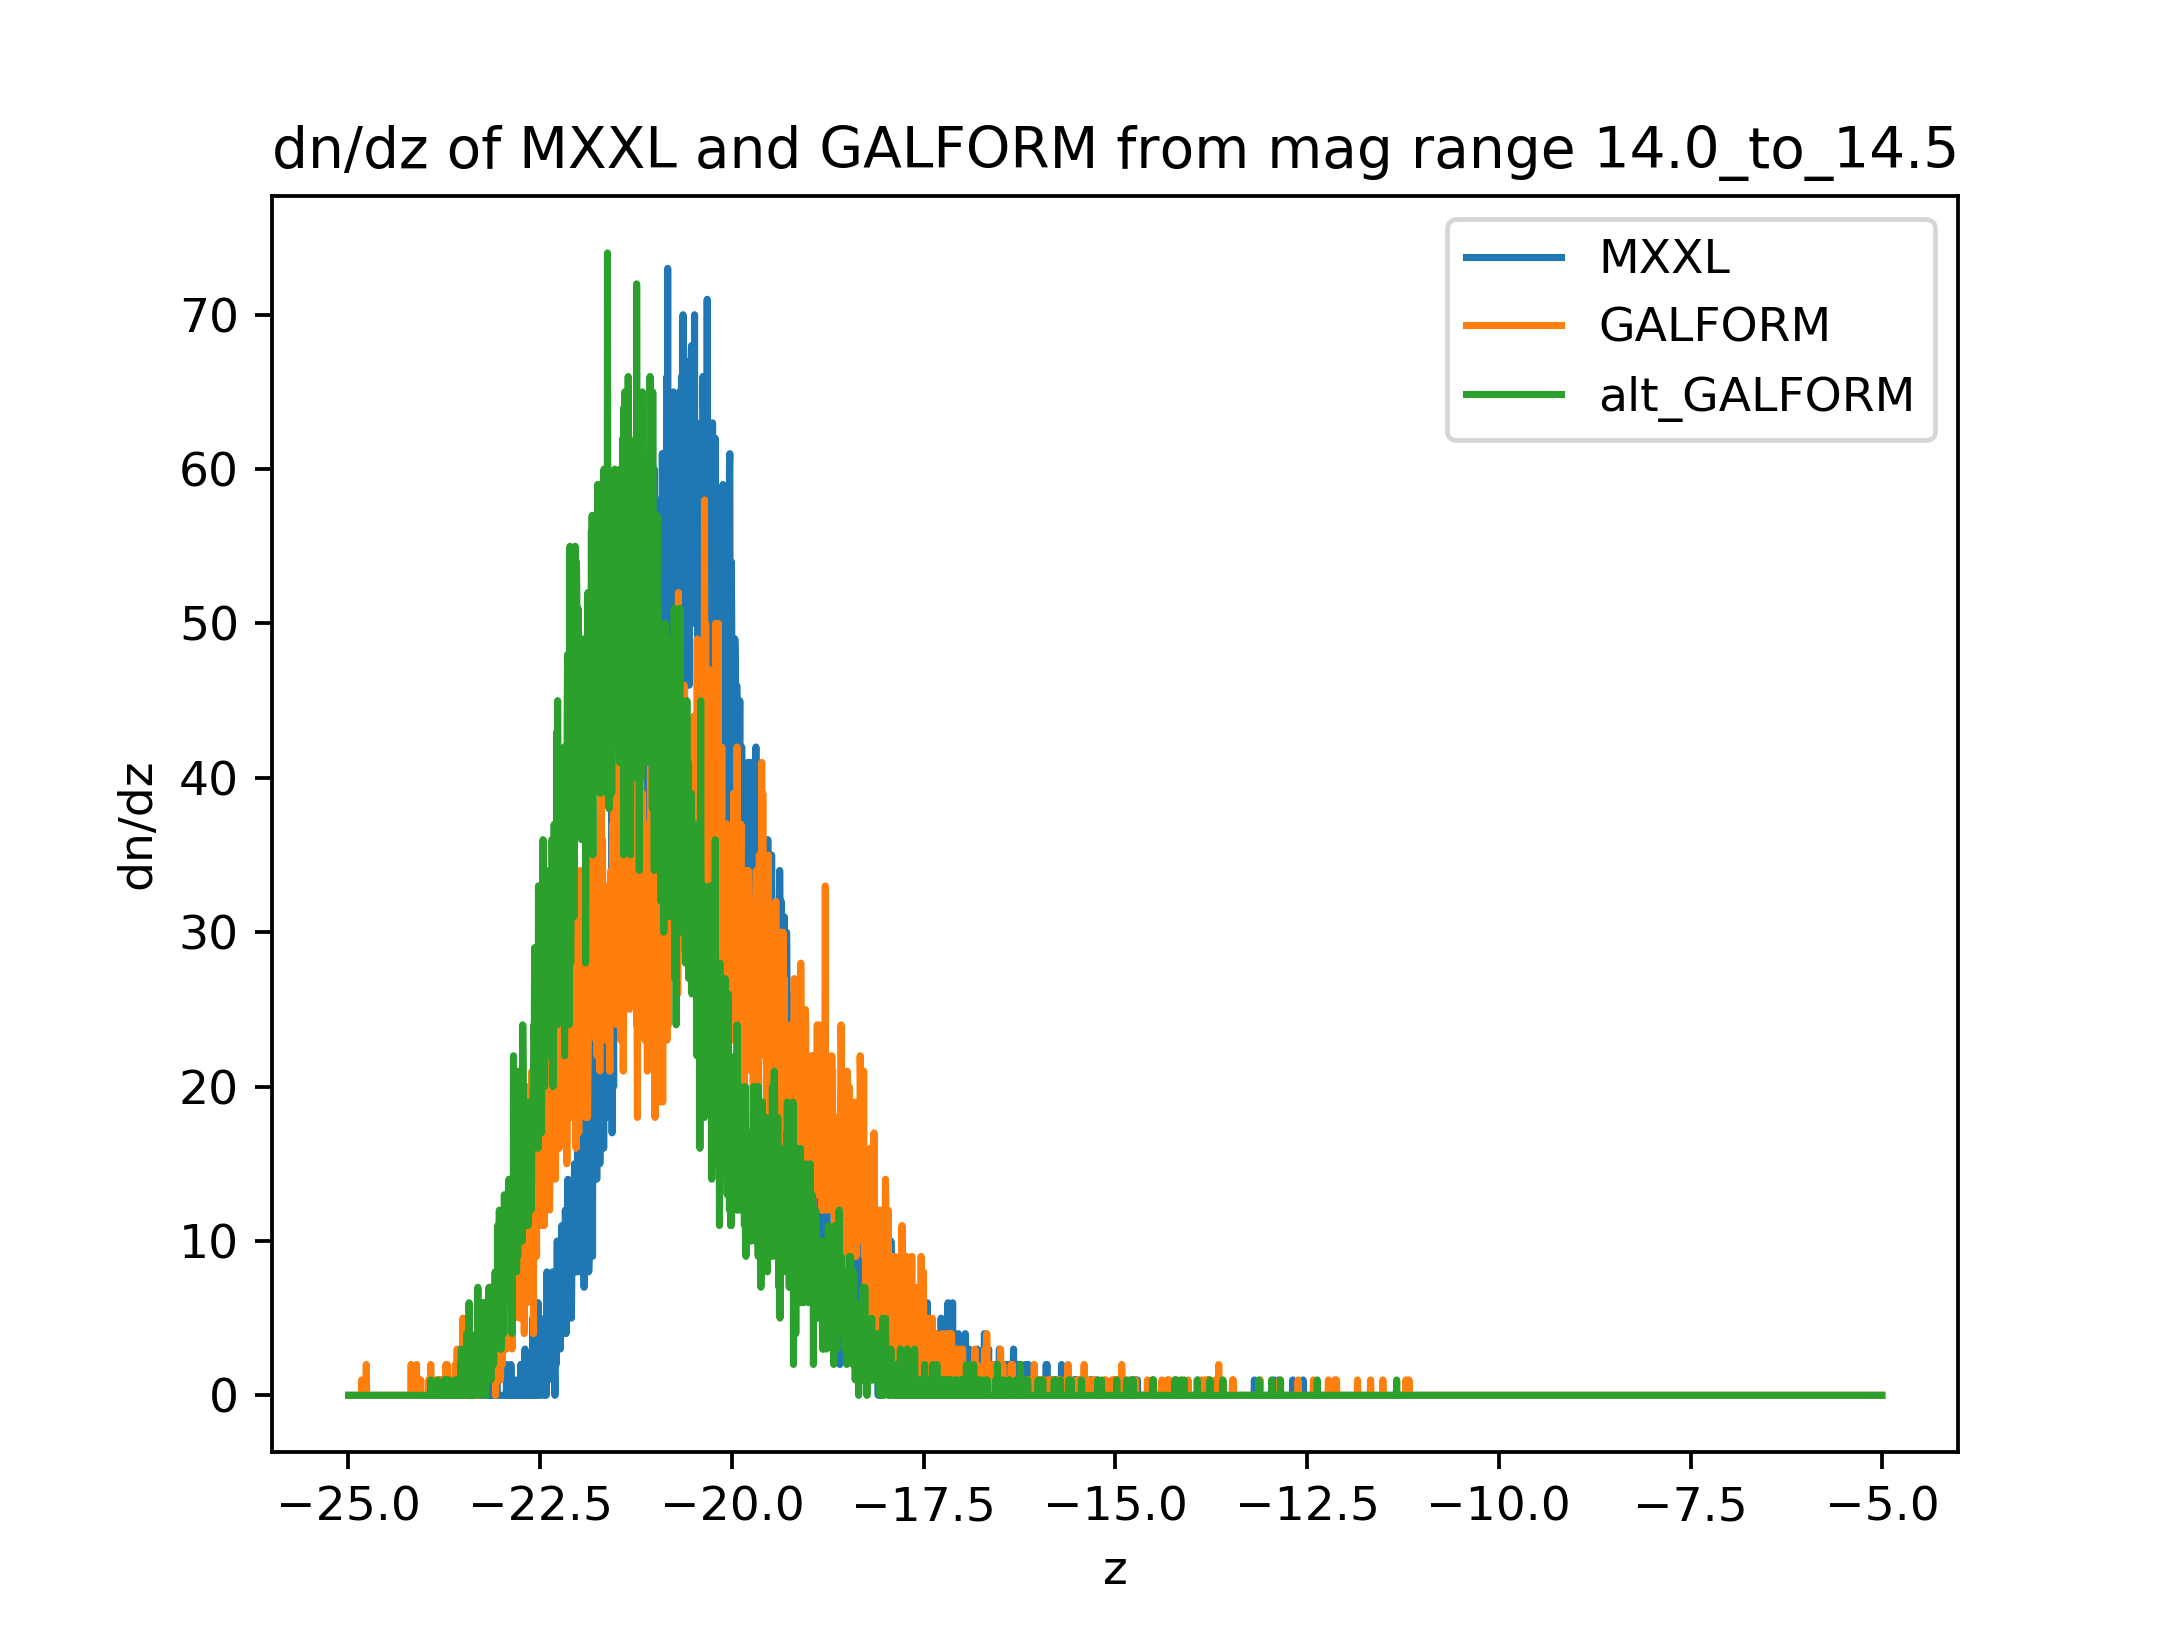 dn/dz of MXXL and GALFORM from mag range 14.0_to_14.5
MXXL
GALFORM
alt_GALFORM
dn/dz
70
60
50
40
30
20
10
0
−25.0 −22.5 −20.0 −17.5 −15.0 −12.5 −10.0 −7.5 −5.0
z